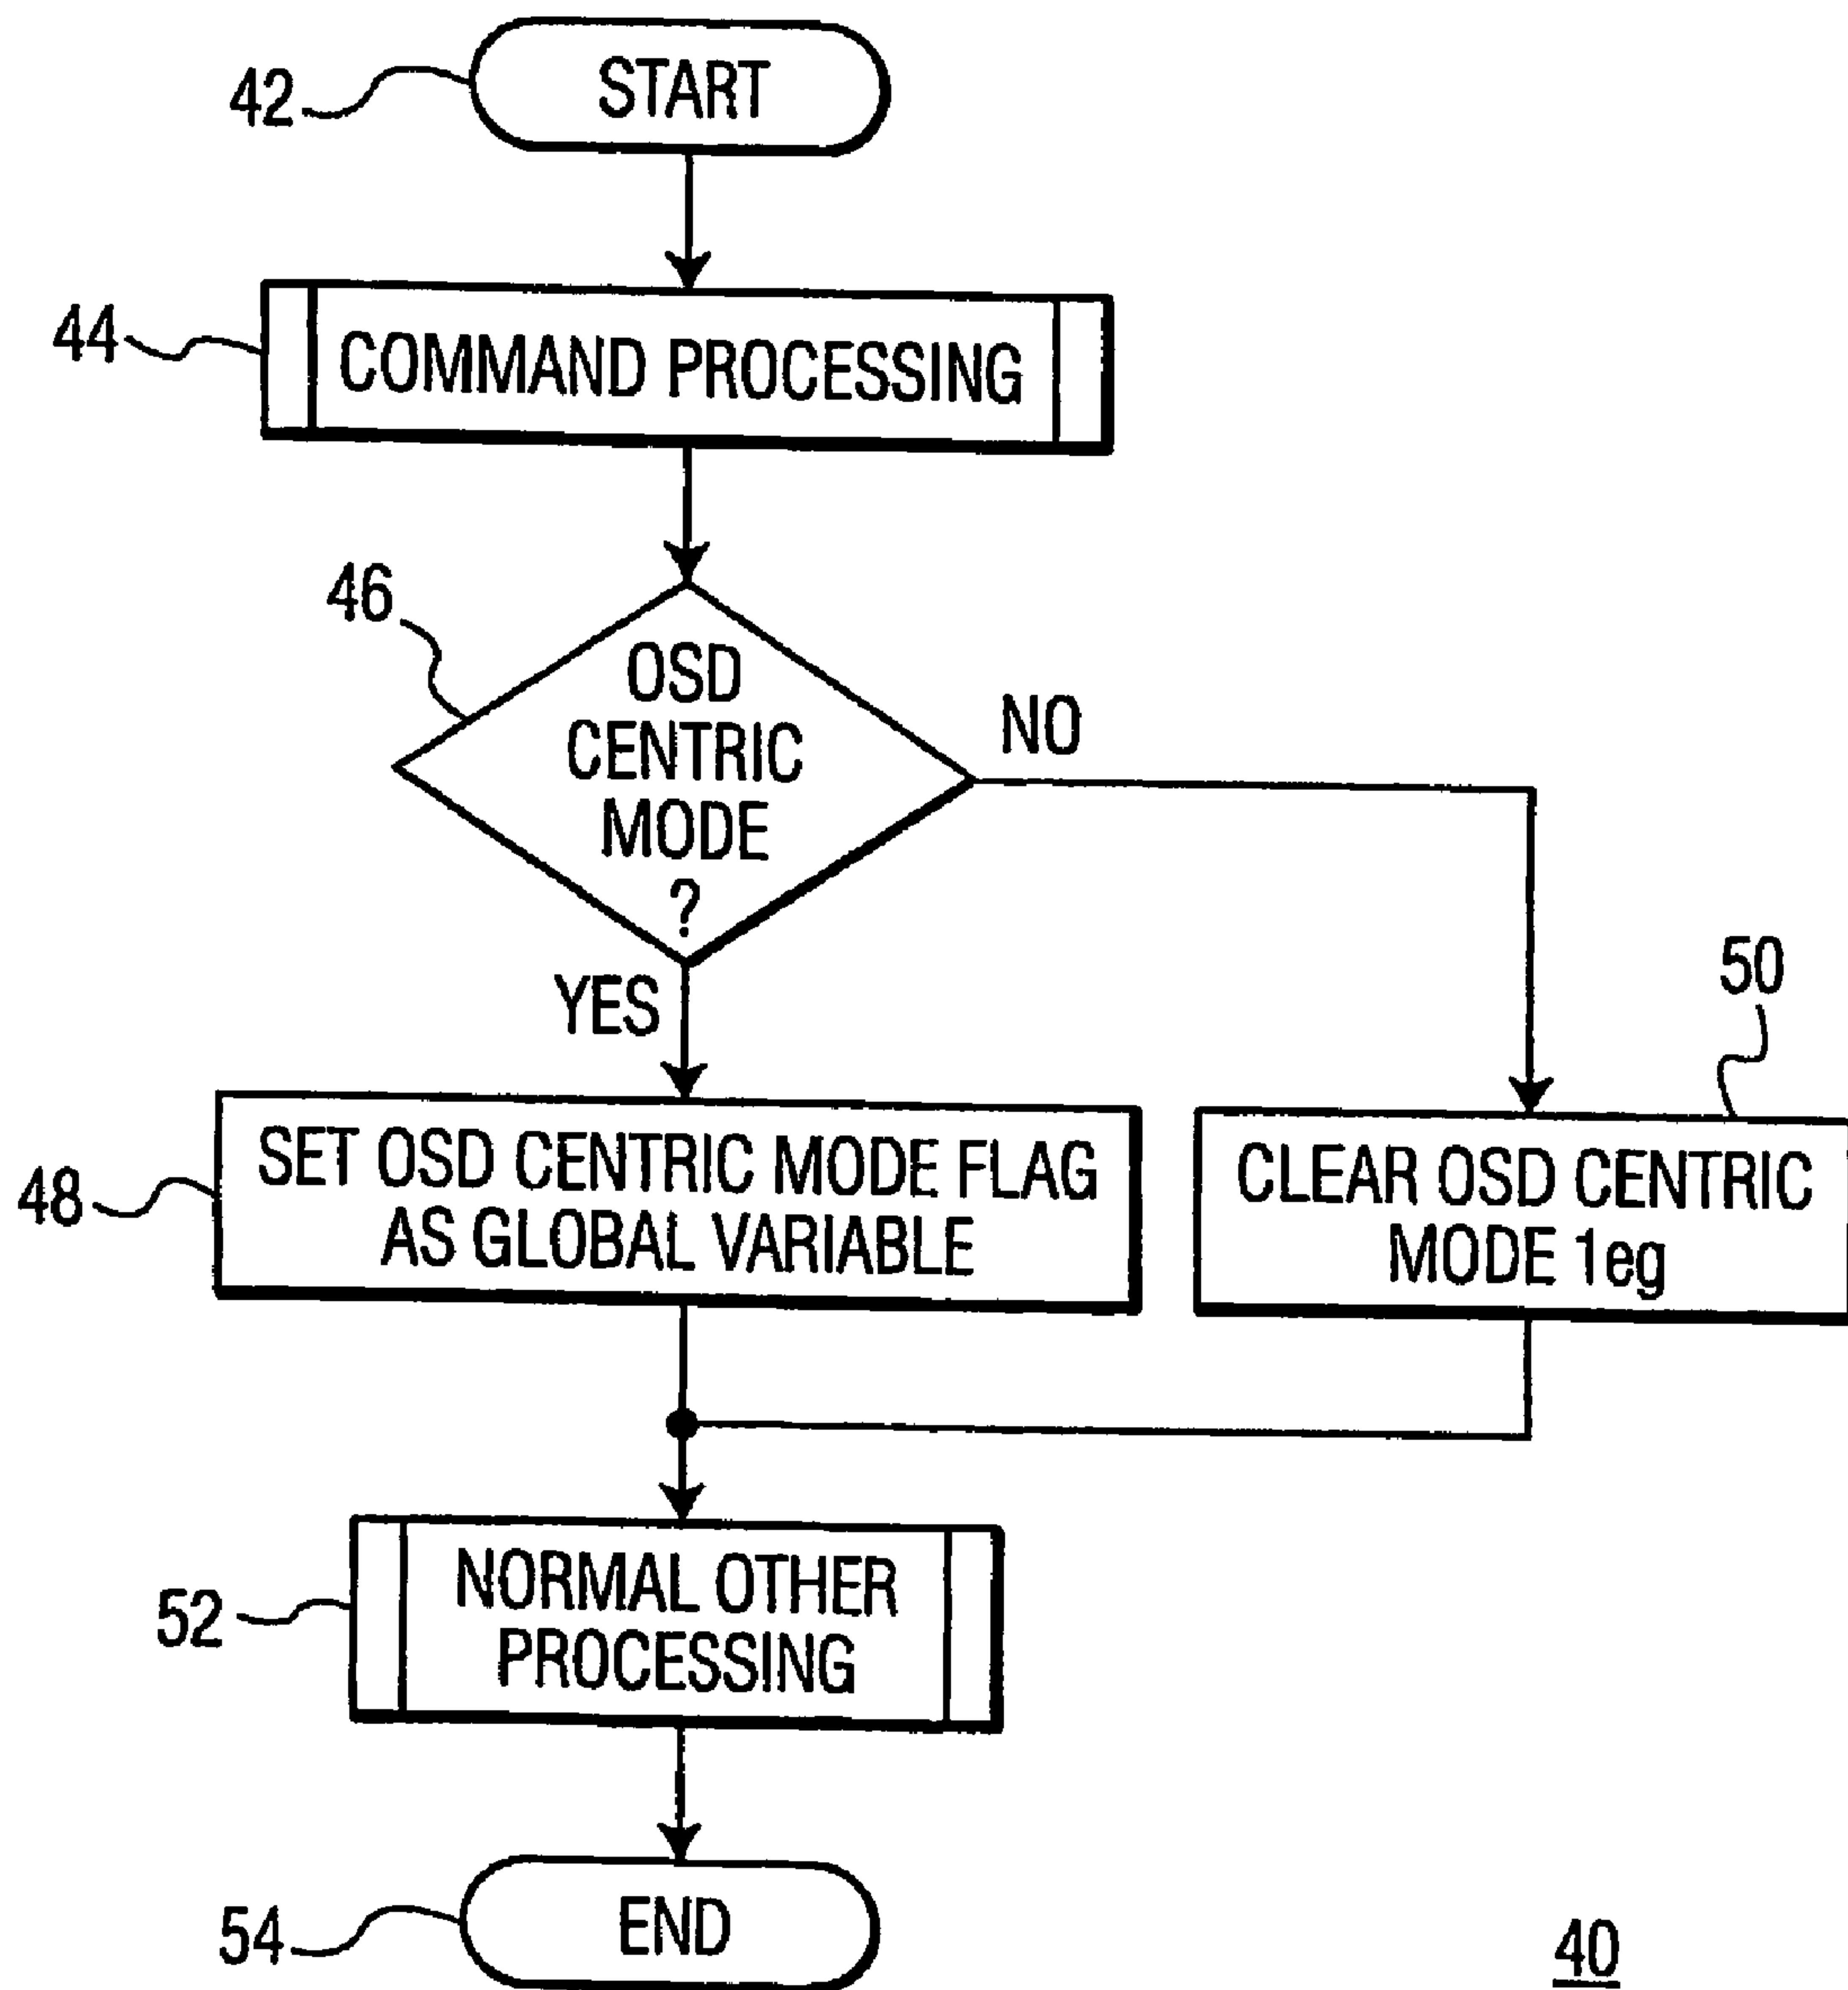 42
START
44
COMMAND PROCESSING
46
OSD
CENTRIC
MODE
?
NO
YES
50
48
SET OSD CENTRIC MODE FLAG
AS GLOBAL VARIABLE
CLEAR OSD CENTRIC
MODE 1eg
52
NORMAL OTHER
PROCESSING
54
END
40